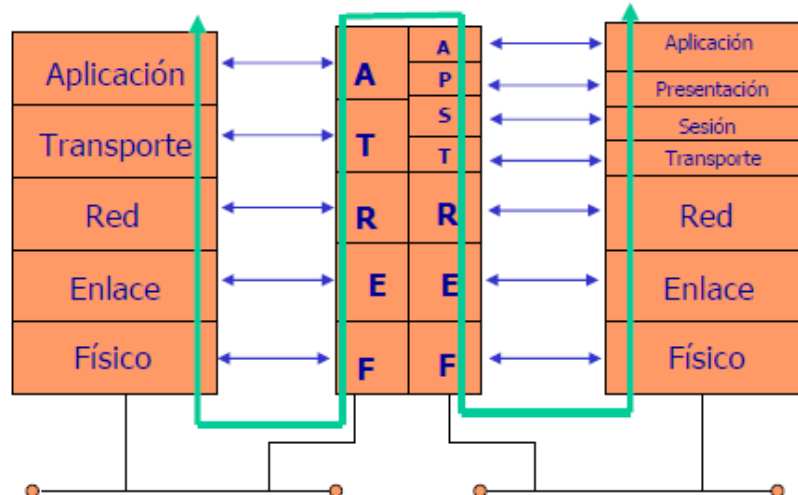 Aplicación
Transporte
Red
Enlace
Físico
A
T
R
E
F
A
P
S
T
R
E
F
Aplicación
Presentación
Sesión
Transporte
Red
Enlace
Físico